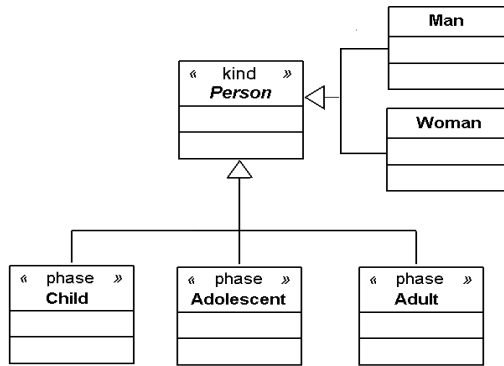 Man
« kind »
Person
Woman
« phase »
Child
« phase »
Adolescent
« phase »
Adult